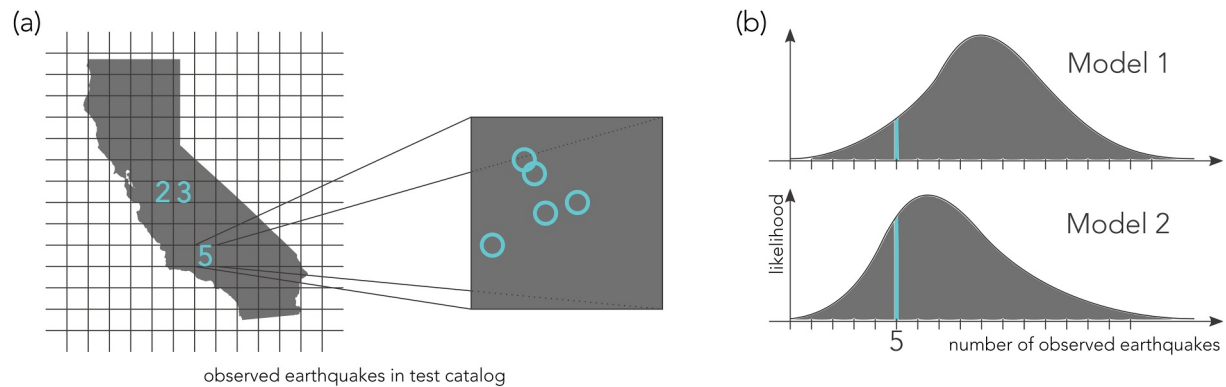 (a)
2 3
5
observed earthquakes in test catalog
(b)
Model 1
Model 2
likelihood
5
number of observed earthquakes